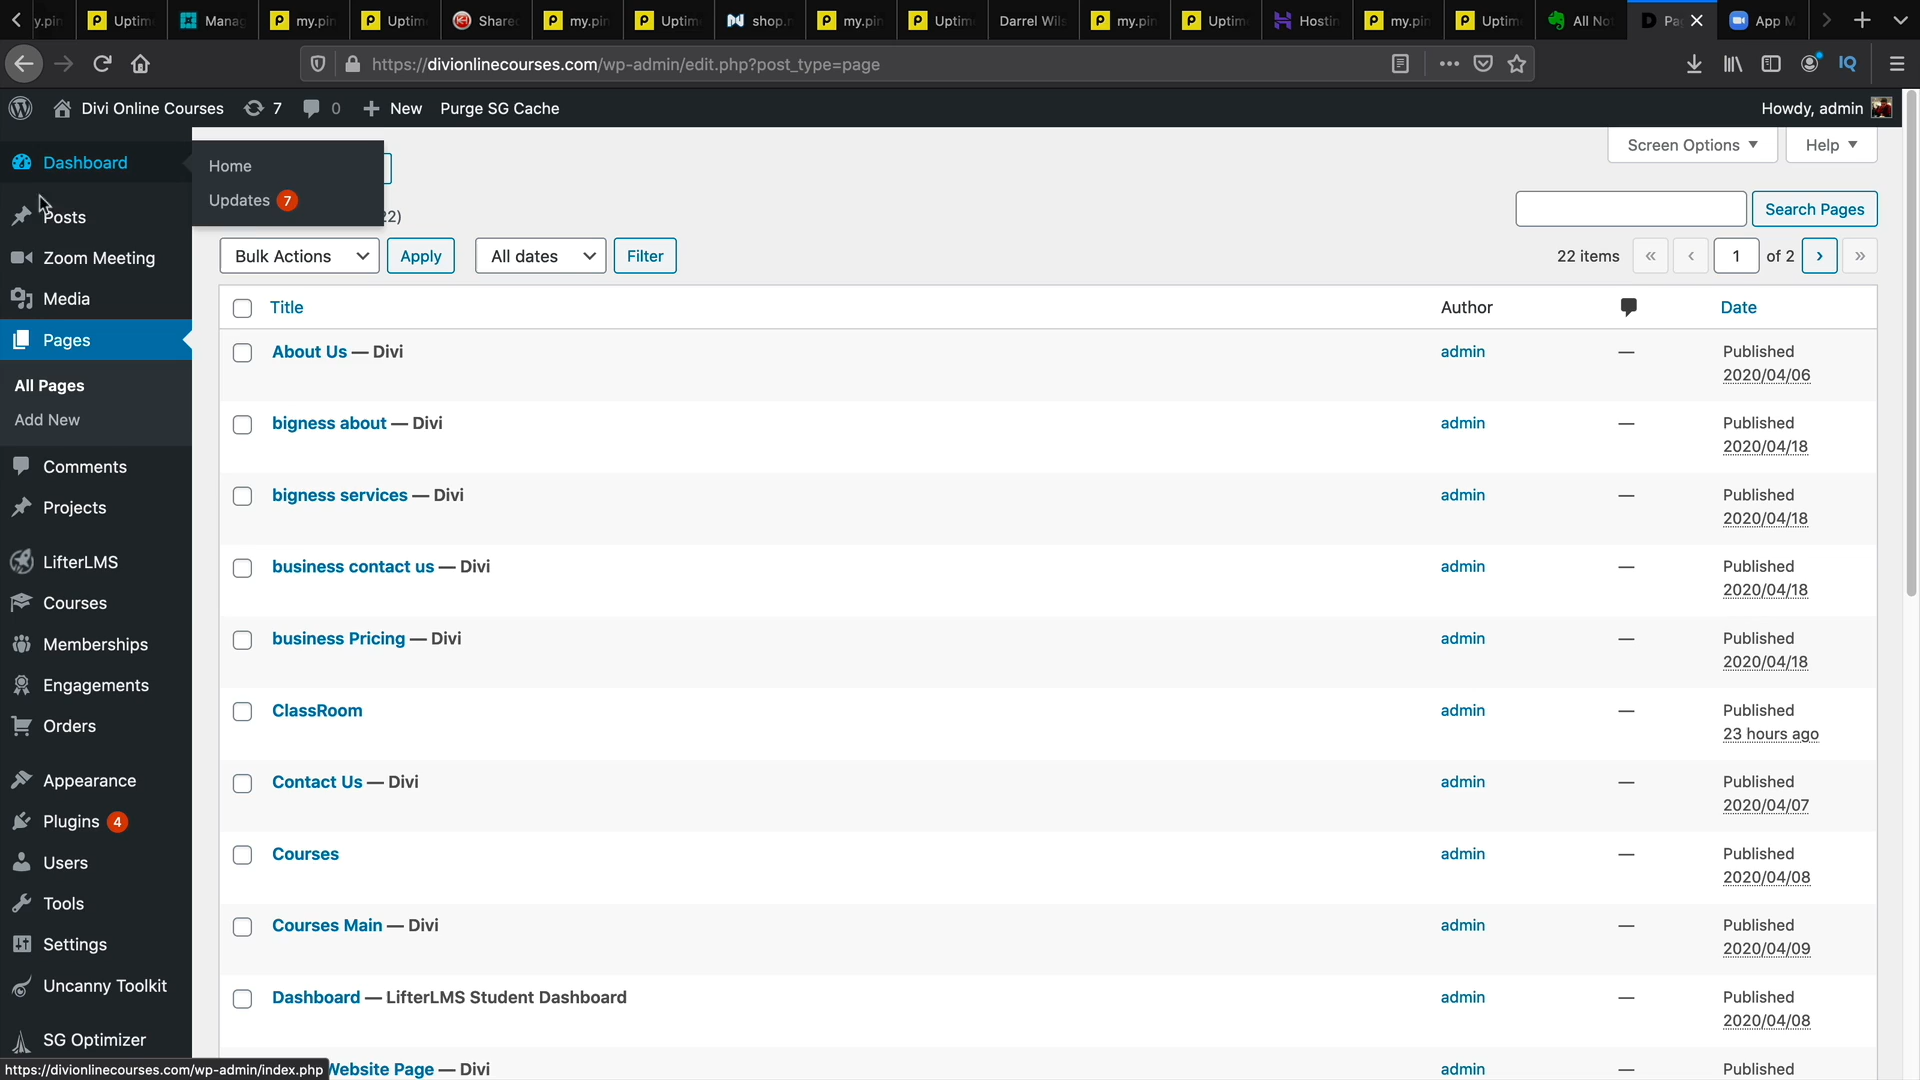 y.pin
Uptim
Manag
my.pin
Uptim
Share
my.pin
Uptim
shop.n
my.pin
Uptim
Darrel Wils
my.pin
Uptim
Hostin
my.pin
Uptim
All Not
Pa
App M
https://divionlinecourses.com/wp-admin/edit.php?post_type=page
IQ
Divi Online Courses 7 0 New Purge SG Cache
Howdy, admin
Dashboard
Home
Updates 7
Screen Options
Help
Posts
22)
Search Pages
Zoom Meeting
Bulk Actions
Apply
All dates
Filter
22 items « ‹ 1 of 2 › »
Media
Pages
All Pages
Add New
Comments
Projects
LifterLMS
Courses
Memberships
Engagements
Orders
Appearance
Plugins 4
Users
Tools
Settings
Uncanny Toolkit
SG Optimizer
Title Author Date
About Us — Divi admin — Published
2020/04/06
bigness about — Divi admin — Published
2020/04/18
bigness services — Divi admin — Published
2020/04/18
business contact us — Divi admin — Published
2020/04/18
business Pricing — Divi admin — Published
2020/04/18
ClassRoom admin — Published
23 hours ago
Contact Us — Divi admin — Published
2020/04/07
Courses admin — Published
2020/04/08
Courses Main — Divi admin — Published
2020/04/09
Dashboard — LifterLMS Student Dashboard admin — Published
2020/04/08
Website Page — Divi admin — Published
https://divionlinecourses.com/wp-admin/index.php